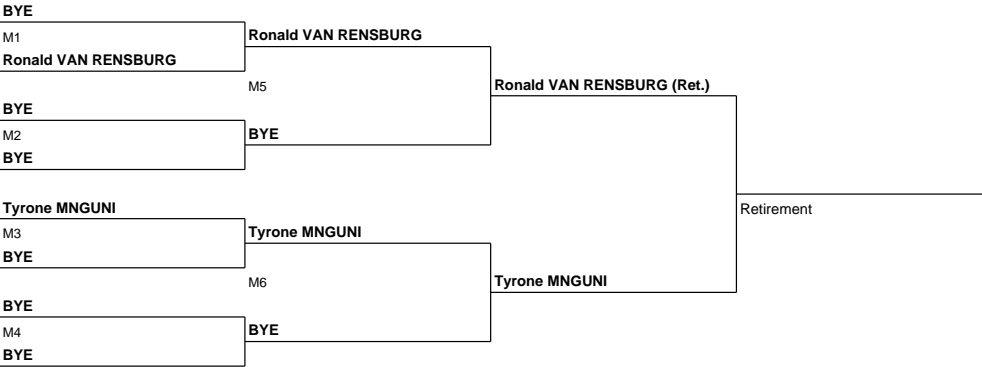 BYE
M1
Ronald VAN RENSBURG
Ronald VAN RENSBURG
M5
Ronald VAN RENSBURG (Ret.)
BYE
M2
BYE
BYE
Tyrone MNGUNI
Retirement
M3
Tyrone MNGUNI
BYE
M6
Tyrone MNGUNI
BYE
M4
BYE
BYE